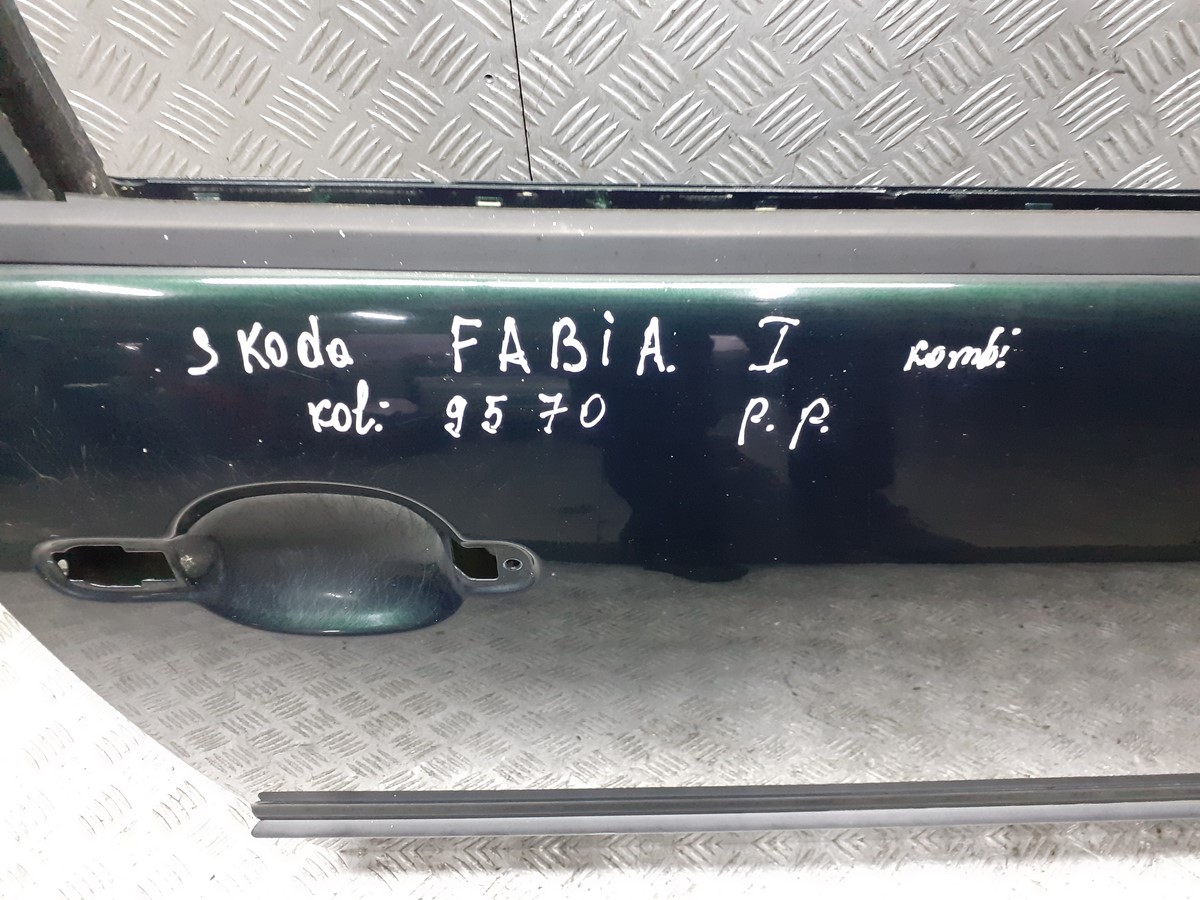 Skoda FABIA. I kombi
kol: 9570 P.P.